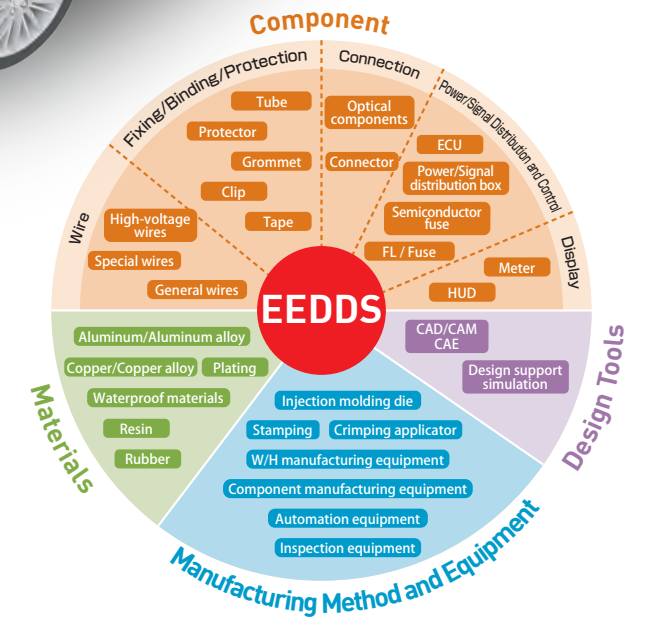 Component
Fixing/Binding/Protection
Connection
Power/Signal Distribution and Control
Wire
Display
Tube
Protector
Grommet
Clip
Tape
Optical
components
Connector
ECU
Power/Signal
distribution box
Semiconductor
fuse
FL / Fuse
Meter
HUD
High-voltage
wires
Special wires
General wires
EEDDS
Materials
Aluminum/Aluminum alloy
Copper/Copper alloy
Plating
Waterproof materials
Resin
Rubber
Design Tools
CAD/CAM
CAE
Design support
simulation
Injection molding die
Stamping
Crimping applicator
W/H manufacturing equipment
Component manufacturing equipment
Automation equipment
Inspection equipment
Manufacturing Method and Equipment